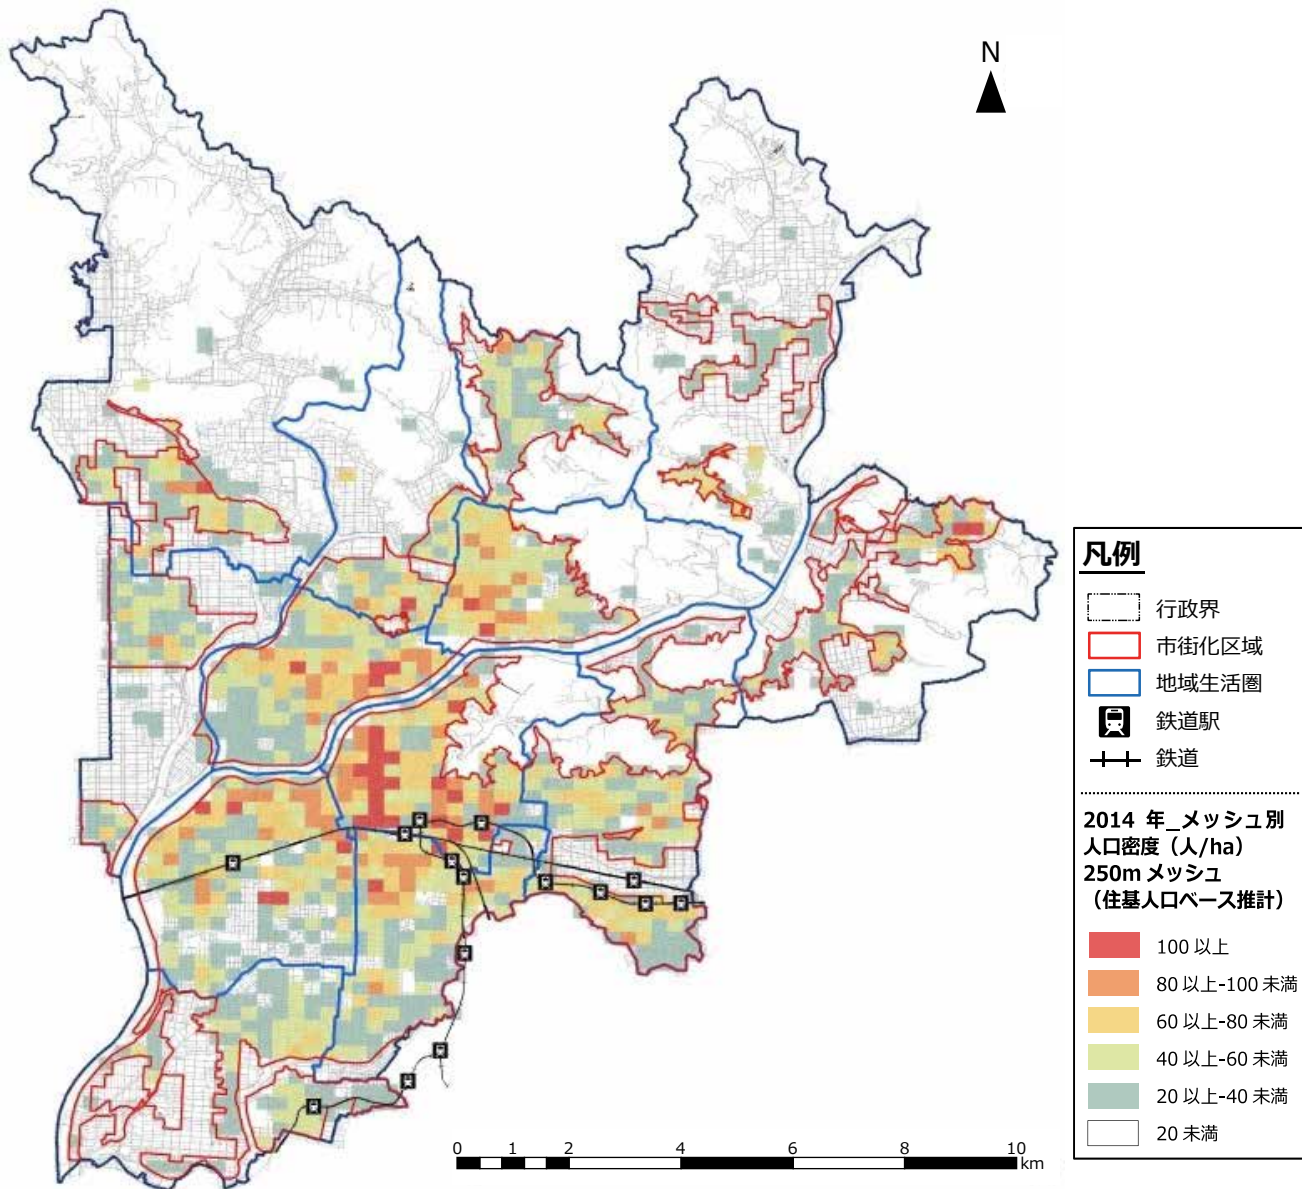 N
凡例
行政界
市街化区域
地域生活圏
鉄道駅
鉄道
2014 年_メッシュ別
人口密度（人/ha）
250m メッシュ
（住基人口ベース推計）
100 以上
80 以上-100 未満
60 以上-80 未満
40 以上-60 未満
20 以上-40 未満
20 未満
0 1 2 4 6 8 10
km